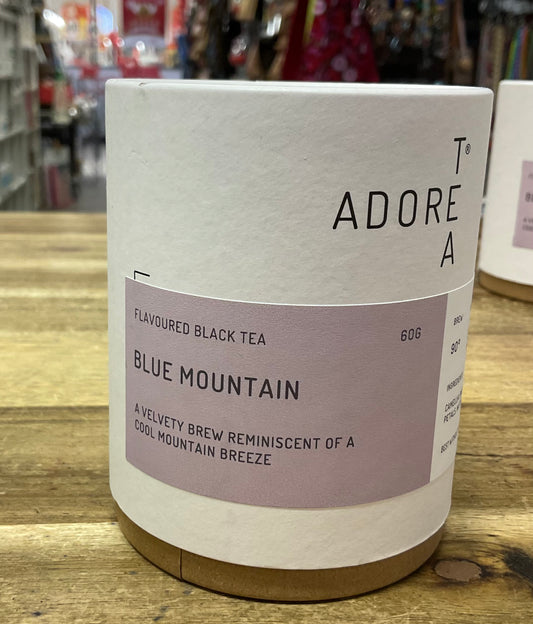 T®
ADORE
A
FLAVOURED BLACK TEA
60G
BLUE MOUNTAIN
A VELVETY BREW REMINISCENT OF A
COOL MOUNTAIN BREEZE
BREW
90°